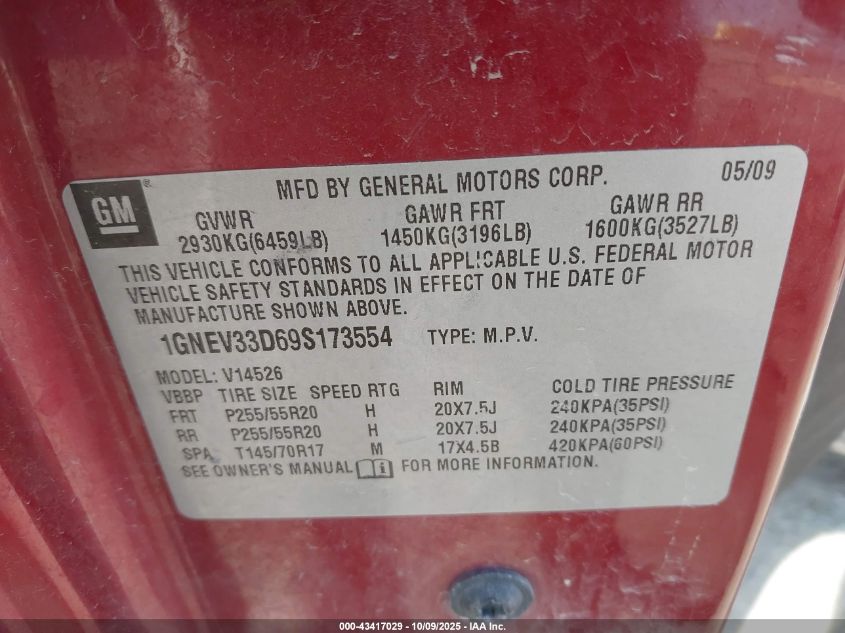 GM
MFD BY GENERAL MOTORS CORP. 05/09
GVWR GAWR FRT GAWR RR
2930KG(6459LB) 1450KG(3196LB) 1600KG(3527LB)
THIS VEHICLE CONFORMS TO ALL APPLICABLE U.S. FEDERAL MOTOR
VEHICLE SAFETY STANDARDS IN EFFECT ON THE DATE OF
MANUFACTURE SHOWN ABOVE.
1GNEV33D69S173554 TYPE: M.P.V.
MODEL: V14526
VBBP TIRE SIZE SPEED RTG RIM COLD TIRE PRESSURE
FRT P255/55R20 H 20X7.5J 240KPA(35PSI)
RR P255/55R20 H 20X7.5J 240KPA(35PSI)
SPA T145/70R17 M 17X4.5B 420KPA(60PSI)
SEE OWNER'S MANUAL i FOR MORE INFORMATION.
000-43417029 - 10/09/2025 - IAA Inc.